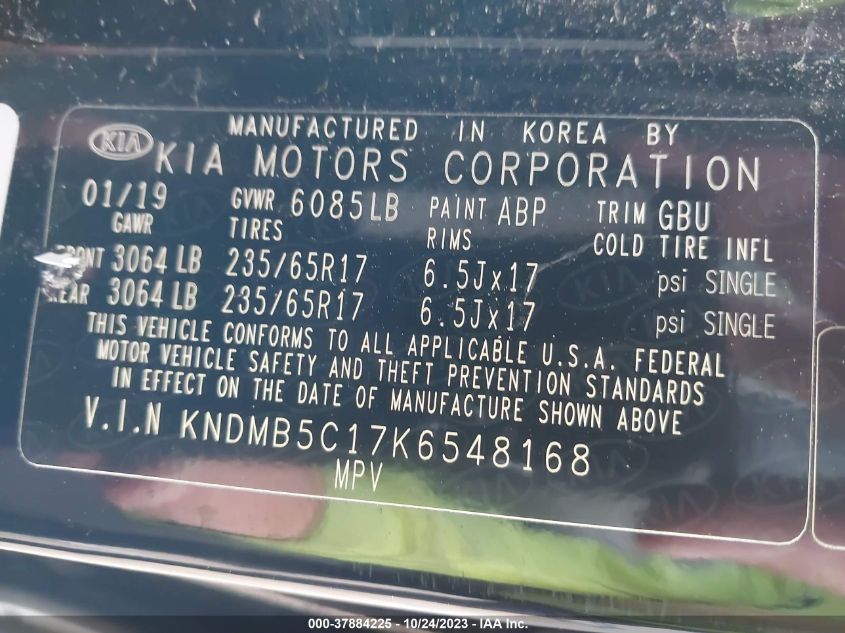 KIA
MANUFACTURED IN KOREA BY
KIA MOTORS CORPORATION
01/19 GVWR 6085LB PAINT ABP TRIM GBU
GAWR TIRES RIMS COLD TIRE INFL
FRONT 3064 LB 235/65R17 6.5Jx17 psi SINGLE
REAR 3064 LB 235/65R17 6.5Jx17 psi SINGLE
THIS VEHICLE CONFORMS TO ALL APPLICABLE U.S.A. FEDERAL
MOTOR VEHICLE SAFETY AND THEFT PREVENTION STANDARDS
IN EFFECT ON THE DATE OF MANUFACTURE SHOWN ABOVE
V.I.N KNDMB5C17K6548168
MPV
000-37884225 - 10/24/2023 - IAA Inc.